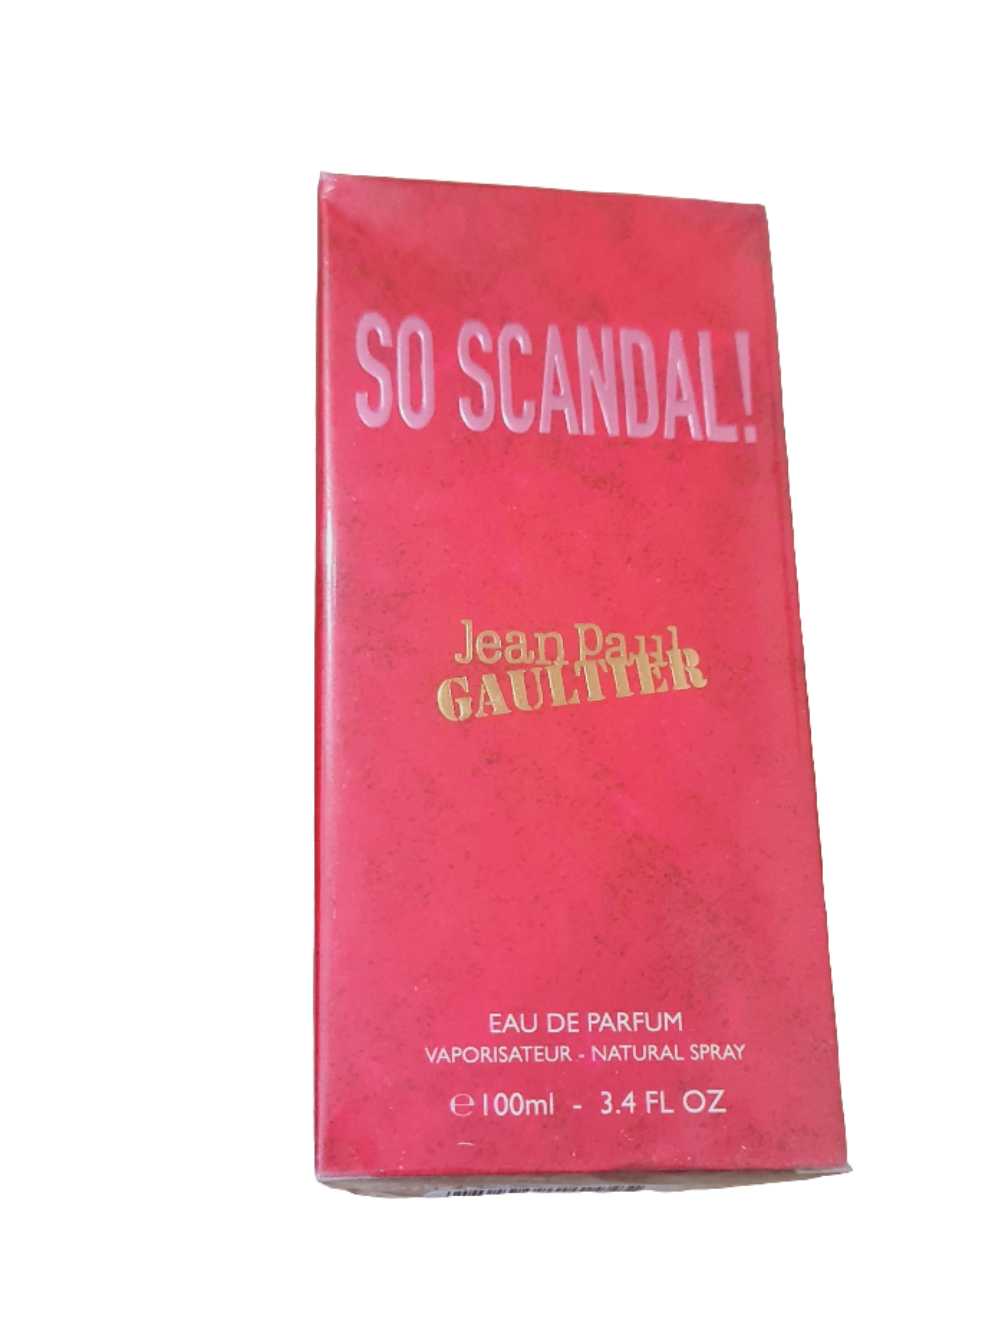 SO SCANDAL!
Jean Paul
GAULTIER
EAU DE PARFUM
VAPORISATEUR - NATURAL SPRAY
℮ 100ml - 3.4 FL OZ